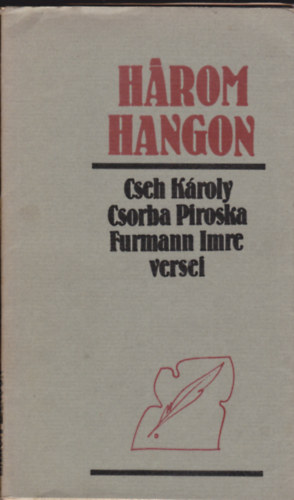 HÁROM
HANGON
Cseh Károly
Csorba Piroska
Furmann Imre
versei